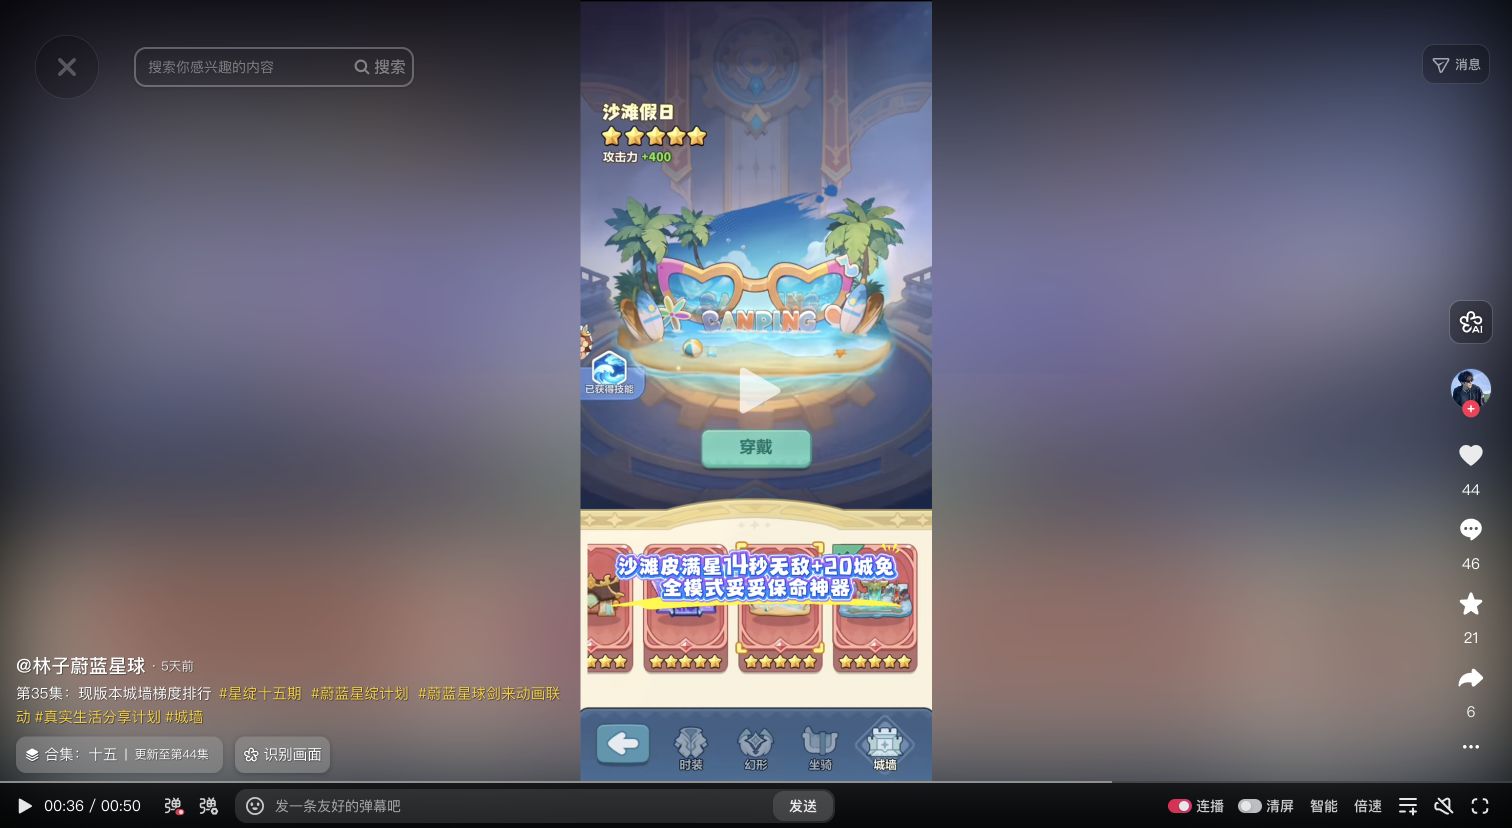 搜索你感兴趣的内容
搜索
消息
沙滩假日
攻击力 +400
CANPING
已获得技能
穿戴
沙滩皮满星14秒无敌+20城免
全模式妥妥保命神器
AI
44
46
21
6
@林子蔚蓝星球 · 5天前
第35集：现版本城墙梯度排行 #星绽十五期 #蔚蓝星绽计划 #蔚蓝星球剑来动画联
动 #真实生活分享计划 #城墙
合集：十五 | 更新至第44集
识别画面
时装
幻形
坐骑
城墙
00:36 / 00:50
弹
弹
发一条友好的弹幕吧
发送
连播
清屏
智能
倍速